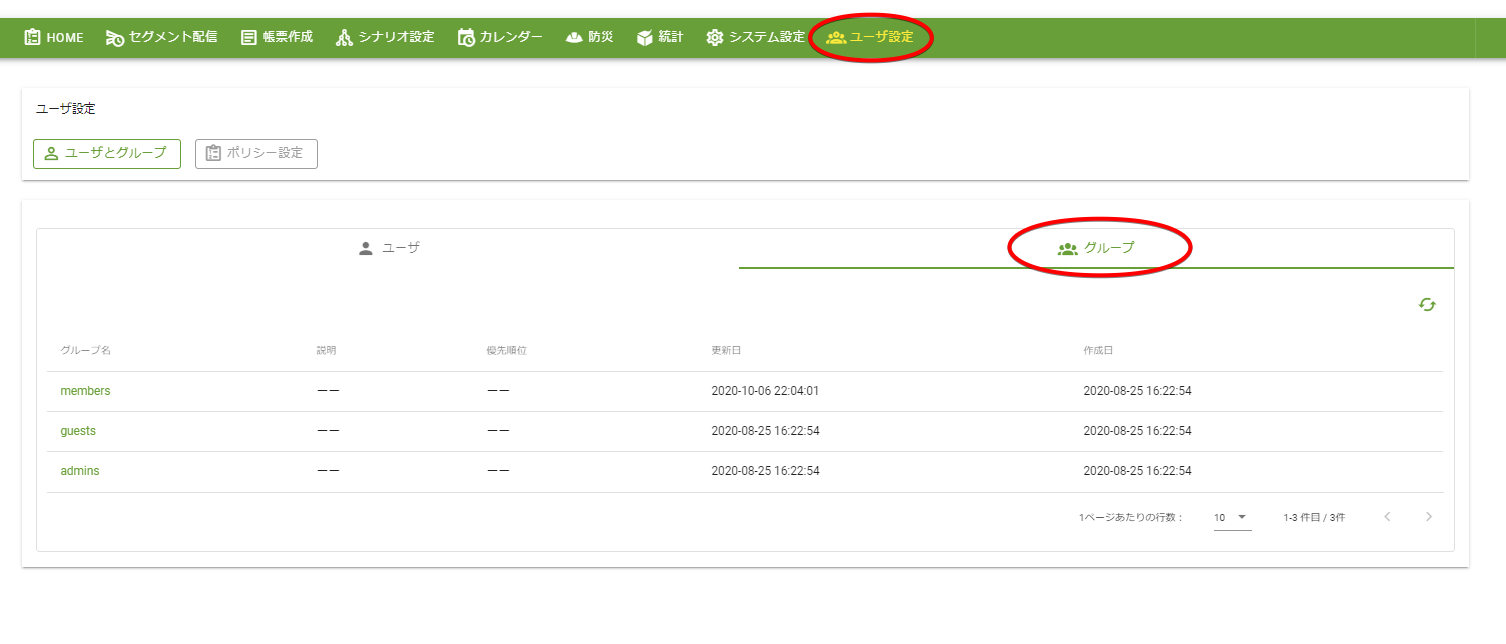 HOME セグメント配信 帳票作成 シナリオ設定 カレンダー 防災 統計 システム設定 ユーザ設定
ユーザ設定
ユーザとグループ ポリシー設定
ユーザ グループ
グループ名 説明 優先順位 更新日 作成日
members ーー ーー 2020-10-06 22:04:01 2020-08-25 16:22:54
guests ーー ーー 2020-08-25 16:22:54 2020-08-25 16:22:54
admins ーー ーー 2020-08-25 16:22:54 2020-08-25 16:22:54
1ページあたりの行数： 10 1-3 件目 / 3件